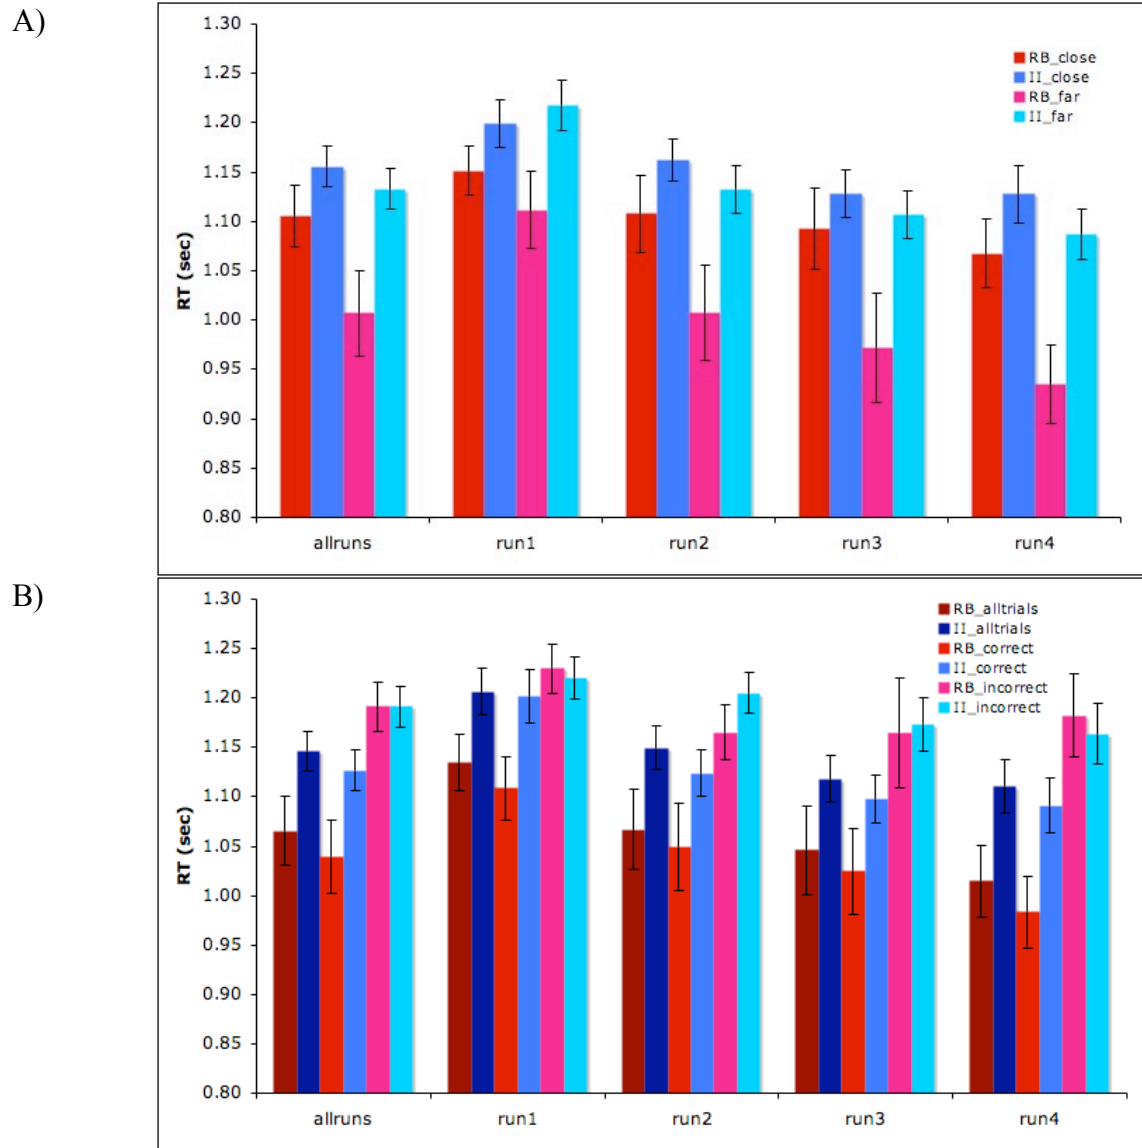 A)
1.30
1.25
1.20
1.15
1.10
1.05
1.00
0.95
0.90
0.85
0.80
RT (sec)
RB_close
II_close
RB_far
II_far
allruns run1 run2 run3 run4
B)
1.30
1.25
1.20
1.15
1.10
1.05
1.00
0.95
0.90
0.85
0.80
RT (sec)
RB_alltrials
II_alltrials
RB_correct
II_correct
RB_incorrect
II_incorrect
allruns run1 run2 run3 run4